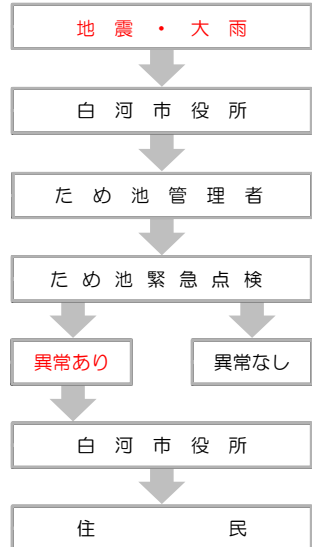 地震・大雨
白河市役所
ため池管理者
ため池緊急点検
異常あり
異常なし
白河市役所
住民